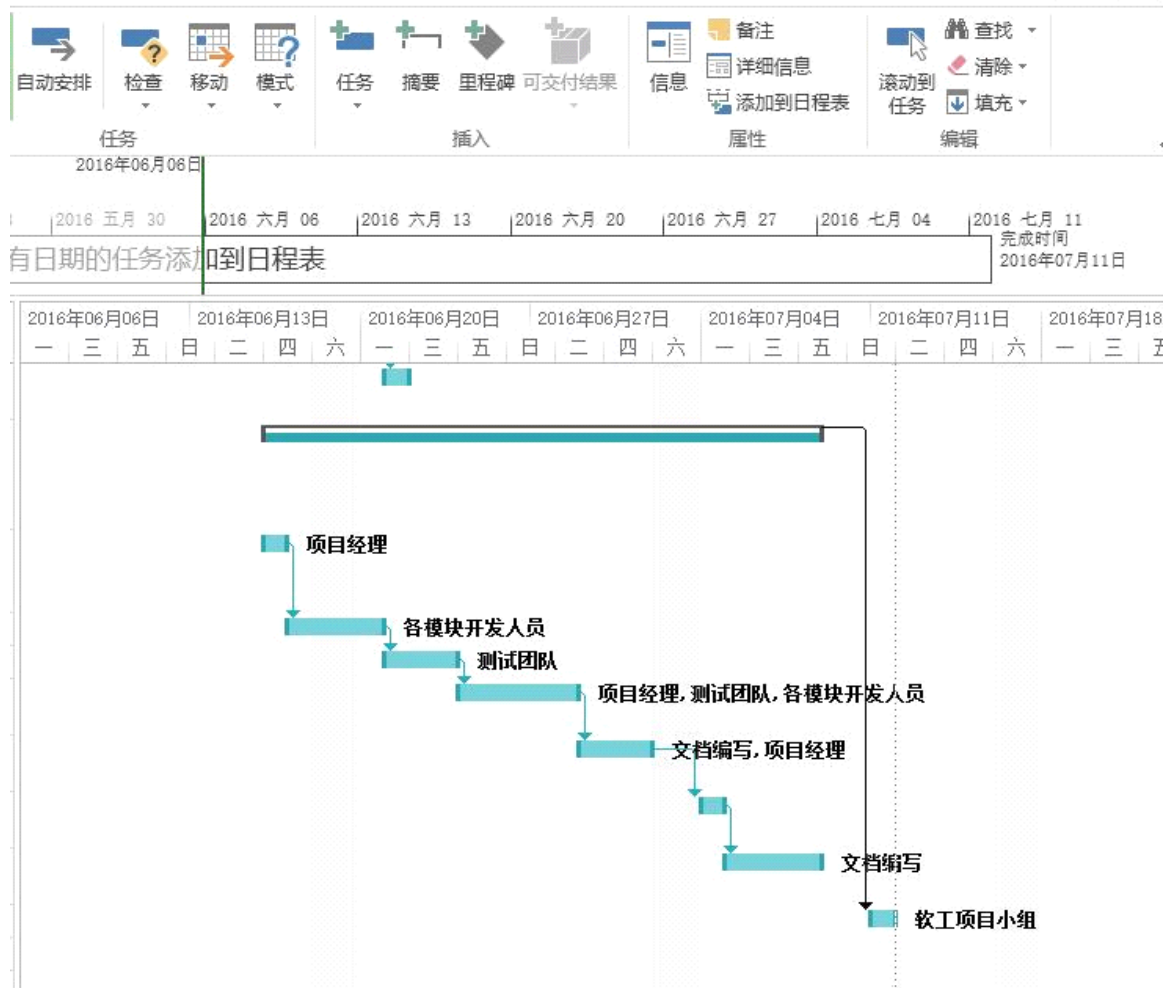 自动安排 检查 移动 模式 任务 摘要 里程碑 可交付结果 信息 备注 详细信息 添加到日程表 滚动到任务 查找 清除 填充
任务 插入 属性 编辑
2016年06月06日
2016 五月 30 2016 六月 06 2016 六月 13 2016 六月 20 2016 六月 27 2016 七月 04 2016 七月 11
有日期的任务添加到日程表
完成时间
2016年07月11日
2016年06月06日 2016年06月13日 2016年06月20日 2016年06月27日 2016年07月04日 2016年07月11日 2016年07月18
一 三 五 日 二 四 六 一 三 五 日 二 四 六 一 三 五 日 二 四 六 一 三
项目经理
各模块开发人员
测试团队
项目经理,测试团队,各模块开发人员
文档编写,项目经理
文档编写
软工项目小组